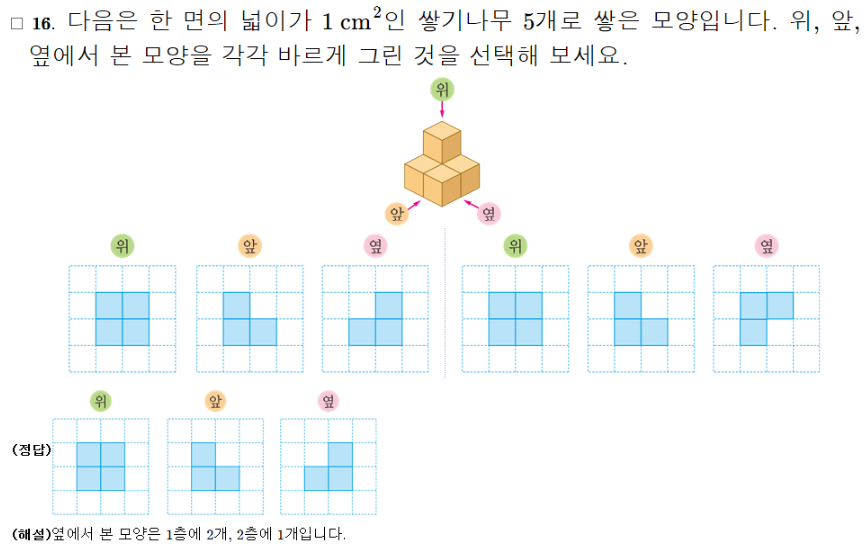 □ 16. 다음은 한 면의 넓이가 1 cm²인 쌓기나무 5개로 쌓은 모양입니다. 위, 앞,
옆에서 본 모양을 각각 바르게 그린 것을 선택해 보세요.
위
앞 옆
위 앞 옆 위 앞 옆
위 앞 옆
(정답)
(해설)옆에서 본 모양은 1층에 2개, 2층에 1개입니다.